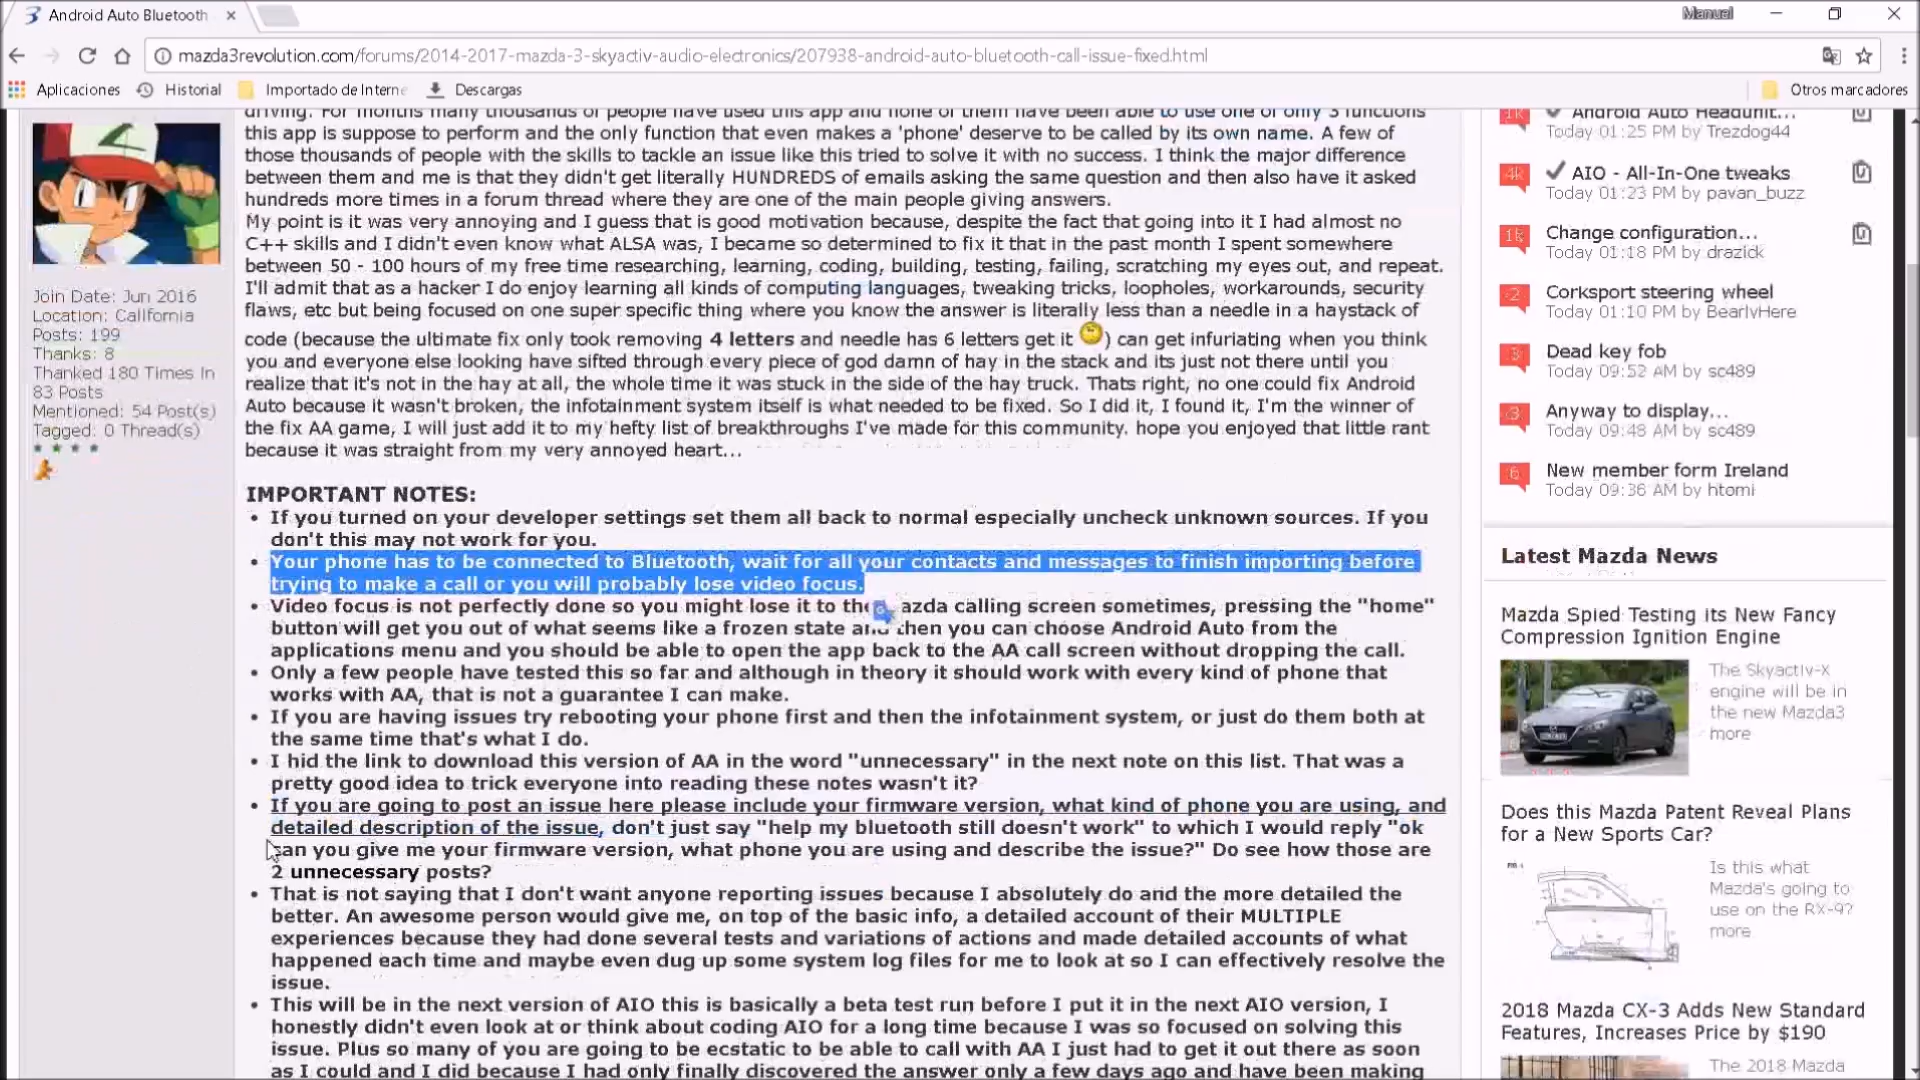 Android Auto Bluetooth
Manuel
mazda3revolution.com/forums/2014-2017-mazda-3-skyactiv-audio-electronics/207938-android-auto-bluetooth-call-issue-fixed.html
Aplicaciones Historial Importado de Interne Descargas Otros marcadores
driving. For months many thousands of people have used this app and none of them have been able to use one of only 3 functions
this app is suppose to perform and the only function that even makes a 'phone' deserve to be called by its own name. A few of
those thousands of people with the skills to tackle an issue like this tried to solve it with no success. I think the major difference
between them and me is that they didn't get literally HUNDREDS of emails asking the same question and then also have it asked
hundreds more times in a forum thread where they are one of the main people giving answers.
My point is it was very annoying and I guess that is good motivation because, despite the fact that going into it I had almost no
C++ skills and I didn't even know what ALSA was, I became so determined to fix it that in the past month I spent somewhere
between 50 - 100 hours of my free time researching, learning, coding, building, testing, failing, scratching my eyes out, and repeat.
I'll admit that as a hacker I do enjoy learning all kinds of computing languages, tweaking tricks, loopholes, workarounds, security
flaws, etc but being focused on one super specific thing where you know the answer is literally less than a needle in a haystack of
code (because the ultimate fix only took removing 4 letters and needle has 6 letters get it ) can get infuriating when you think
you and everyone else looking have sifted through every piece of god damn of hay in the stack and its just not there until you
realize that it's not in the hay at all, the whole time it was stuck in the side of the hay truck. Thats right, no one could fix Android
Auto because it wasn't broken, the infotainment system itself is what needed to be fixed. So I did it, I found it, I'm the winner of
the fix AA game, I will just add it to my hefty list of breakthroughs I've made for this community. hope you enjoyed that little rant
because it was straight from my very annoyed heart...
Join Date: Jun 2016
Location: California
Posts: 199
Thanks: 8
Thanked 180 Times in
83 Posts
Mentioned: 54 Post(s)
Tagged: 0 Thread(s)
IMPORTANT NOTES:
• If you turned on your developer settings set them all back to normal especially uncheck unknown sources. If you
don't this may not work for you.
• Your phone has to be connected to Bluetooth, wait for all your contacts and messages to finish importing before
trying to make a call or you will probably lose video focus.
• Video focus is not perfectly done so you might lose it to the azda calling screen sometimes, pressing the "home"
button will get you out of what seems like a frozen state and then you can choose Android Auto from the
applications menu and you should be able to open the app back to the AA call screen without dropping the call.
• Only a few people have tested this so far and although in theory it should work with every kind of phone that
works with AA, that is not a guarantee I can make.
• If you are having issues try rebooting your phone first and then the infotainment system, or just do them both at
the same time that's what I do.
• I hid the link to download this version of AA in the word "unnecessary" in the next note on this list. That was a
pretty good idea to trick everyone into reading these notes wasn't it?
• If you are going to post an issue here please include your firmware version, what kind of phone you are using, and
detailed description of the issue, don't just say "help my bluetooth still doesn't work" to which I would reply "ok
can you give me your firmware version, what phone you are using and describe the issue?" Do see how those are
2 unnecessary posts?
• That is not saying that I don't want anyone reporting issues because I absolutely do and the more detailed the
better. An awesome person would give me, on top of the basic info, a detailed account of their MULTIPLE
experiences because they had done several tests and variations of actions and made detailed accounts of what
happened each time and maybe even dug up some system log files for me to look at so I can effectively resolve the
issue.
• This will be in the next version of AIO this is basically a beta test run before I put it in the next AIO version, I
honestly didn't even look at or think about coding AIO for a long time because I was so focused on solving this
issue. Plus so many of you are going to be ecstatic to be able to call with AA I just had to get it out there as soon
as I could and I did because I had only finally discovered the answer only a few days ago and have been making
1K Android Auto Headunit...
Today 01:25 PM by Trezdog44
4K AIO - All-In-One tweaks
Today 01:23 PM by pavan_buzz
1K Change configuration...
Today 01:18 PM by drazick
2 Corksport steering wheel
Today 01:10 PM by BearlyHere
3 Dead key fob
Today 09:52 AM by sc489
3 Anyway to display...
Today 09:48 AM by sc489
6 New member form Ireland
Today 09:36 AM by htomi
Latest Mazda News
Mazda Spied Testing its New Fancy
Compression Ignition Engine
The Skyactiv-X
engine will be in
the new Mazda3
more
Does this Mazda Patent Reveal Plans
for a New Sports Car?
Is this what
Mazda's going to
use on the RX-9?
more
2018 Mazda CX-3 Adds New Standard
Features, Increases Price by $190
The 2018 Mazda